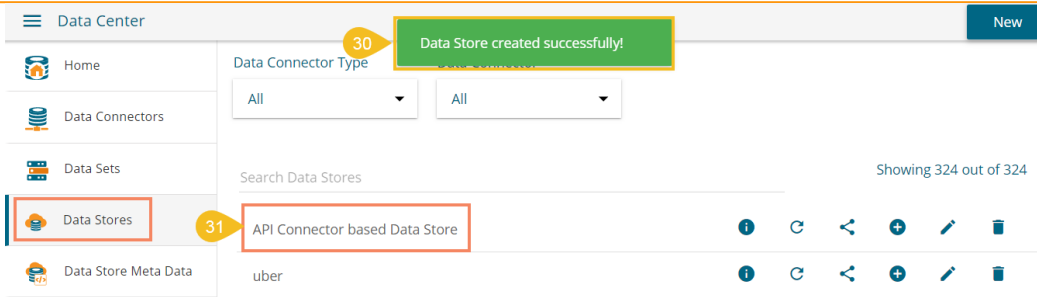 Data Center
30
Data Store created successfully!
New
Home
Data Connectors
Data Sets
Data Stores
Data Store Meta Data
Data Connector Type
All
All
Search Data Stores
Showing 324 out of 324
31
API Connector based Data Store
uber